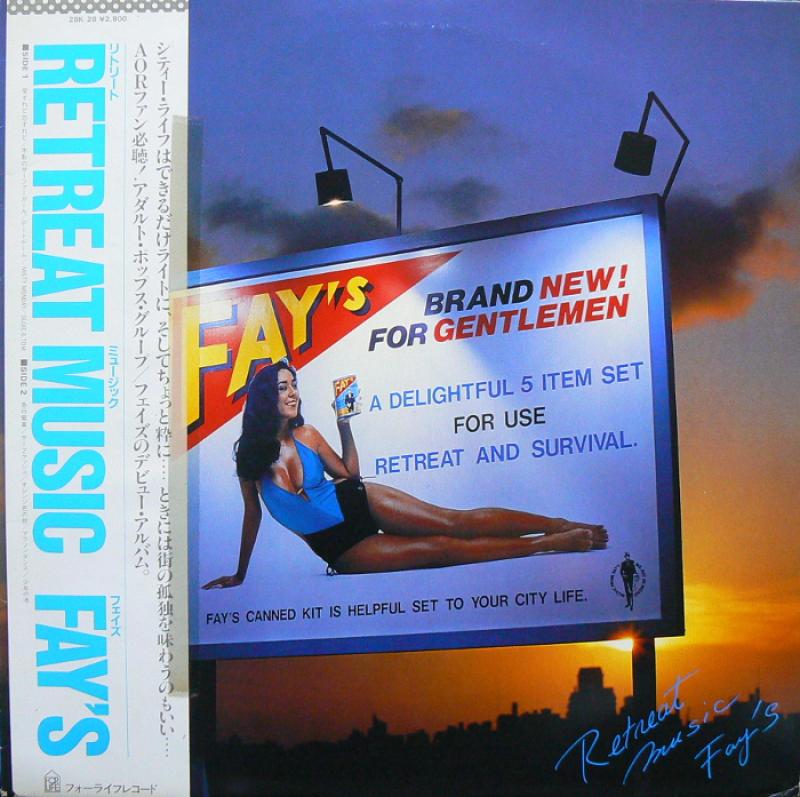 28K 28 ¥2,800
RETREAT MUSIC FAY'S
リトリート
ミュージック
フェイズ
シティー・ライフはできるだけライトに、そしてちょっと粋に…… ときには街の孤独を味わうのもいい……
AORファン必聴！アダルト・ポップス・グループ／フェイズのデビュー・アルバム。
■SIDE 1
■SIDE 2
フォーライフレコード
FAY'S
BRAND NEW!
FOR GENTLEMEN
A DELIGHTFUL 5 ITEM SET
FOR USE
RETREAT AND SURVIVAL.
FAY'S
FAY'S CANNED KIT IS HELPFUL SET TO YOUR CITY LIFE.
Retreat
music
Fay's